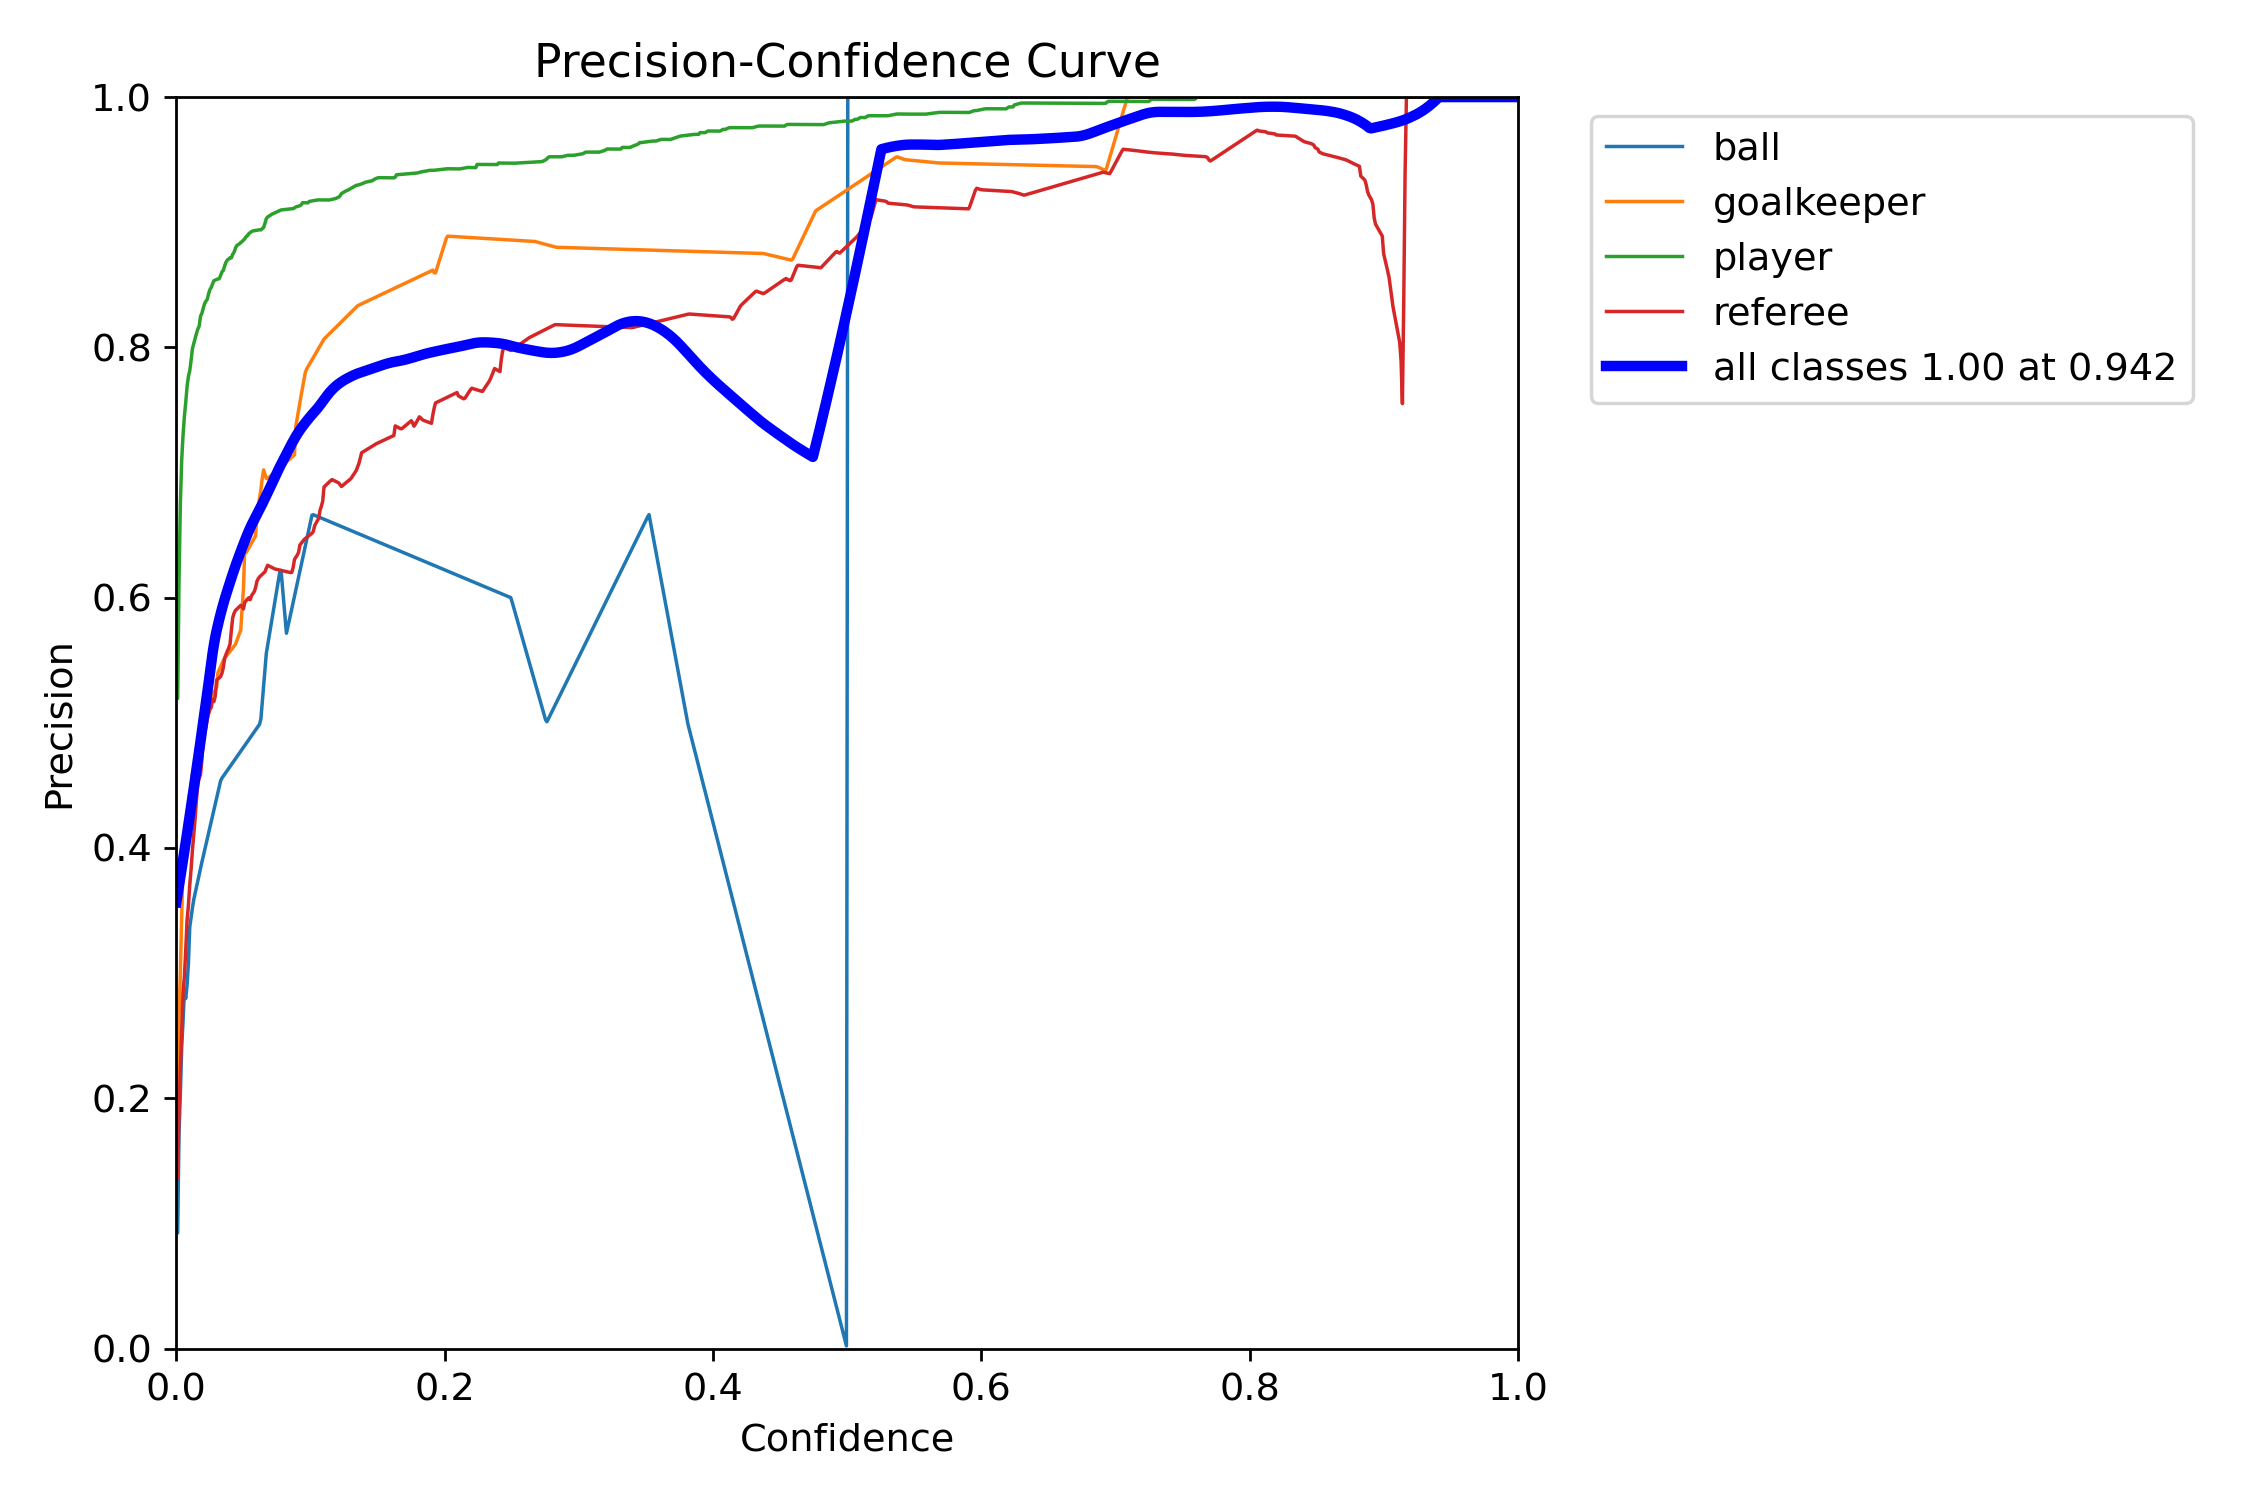 Precision-Confidence Curve
1.0
0.8
0.6
0.4
0.2
0.0
Precision
0.0 0.2 0.4 0.6 0.8 1.0
Confidence
ball
goalkeeper
player
referee
all classes 1.00 at 0.942